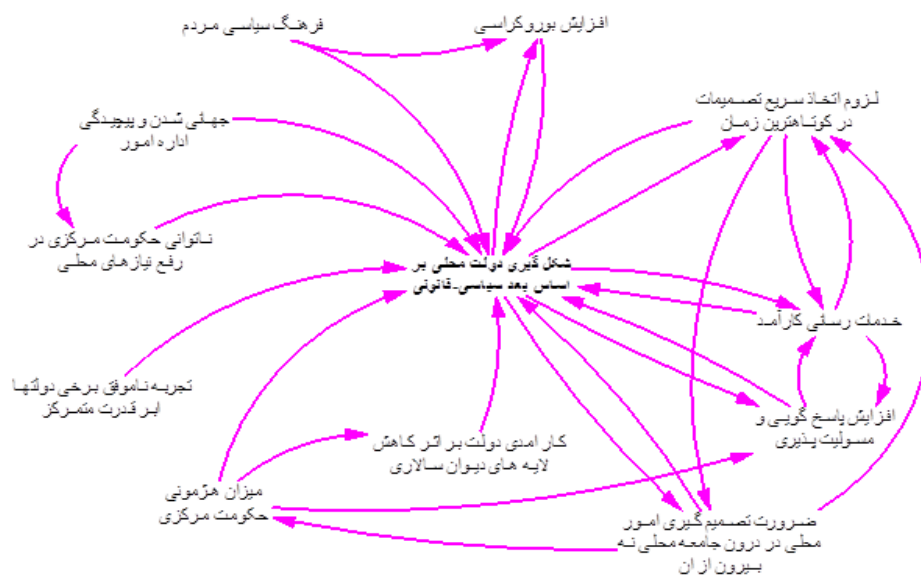 افزایش بوروکراسی
فرهنگ سیاسی مردم
لزوم اتخاذ سریع تصمیمات
در کوتاهترین زمان
جهانی شدن و پیچیدگی
اداره امور
ناتوانی حکومت مرکزی در
رفع نیازهای محلی
شکل گیری دولت محلی بر
اساس بعد سیاسی-قانونی
خدمات رسانی کارآمد
تجربه ناموفق برخی دولتها
ابر قدرت متمرکز
افزایش پاسخ گویی و
مسولیت پذیری
کار امدی دولت بر اثر کاهش
لایه های دیوان سالاری
میزان هژمونی
حکومت مرکزی
ضرورت تصمیم گیری امور
محلی در درون جامعه محلی نه
بیرون از ان